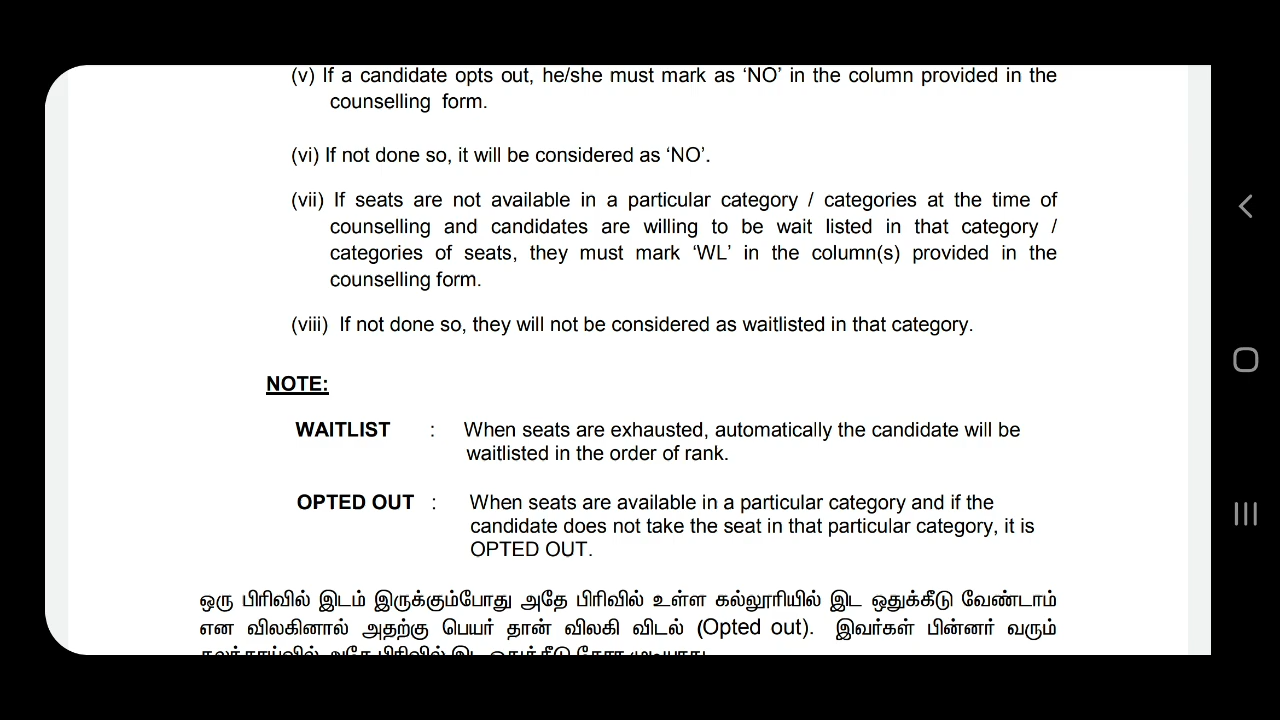 (v) If a candidate opts out, he/she must mark as ‘NO’ in the column provided in the
counselling form.
(vi) If not done so, it will be considered as ‘NO’.
(vii) If seats are not available in a particular category / categories at the time of
counselling and candidates are willing to be wait listed in that category /
categories of seats, they must mark ‘WL’ in the column(s) provided in the
counselling form.
(viii) If not done so, they will not be considered as waitlisted in that category.
NOTE:
WAITLIST : When seats are exhausted, automatically the candidate will be
waitlisted in the order of rank.
OPTED OUT : When seats are available in a particular category and if the
candidate does not take the seat in that particular category, it is
OPTED OUT.
ஒரு பிரிவில் இடம் இருக்கும்போது அதே பிரிவில் உள்ள கல்லூரியில் இட ஒதுக்கீடு வேண்டாம்
என விலகினால் அதற்கு பெயர் தான் விலகி விடல் (Opted out). இவர்கள் பின்னர் வரும்
அதே பிரிவில் இட ஒதுக்கீடு கோர முடியாது